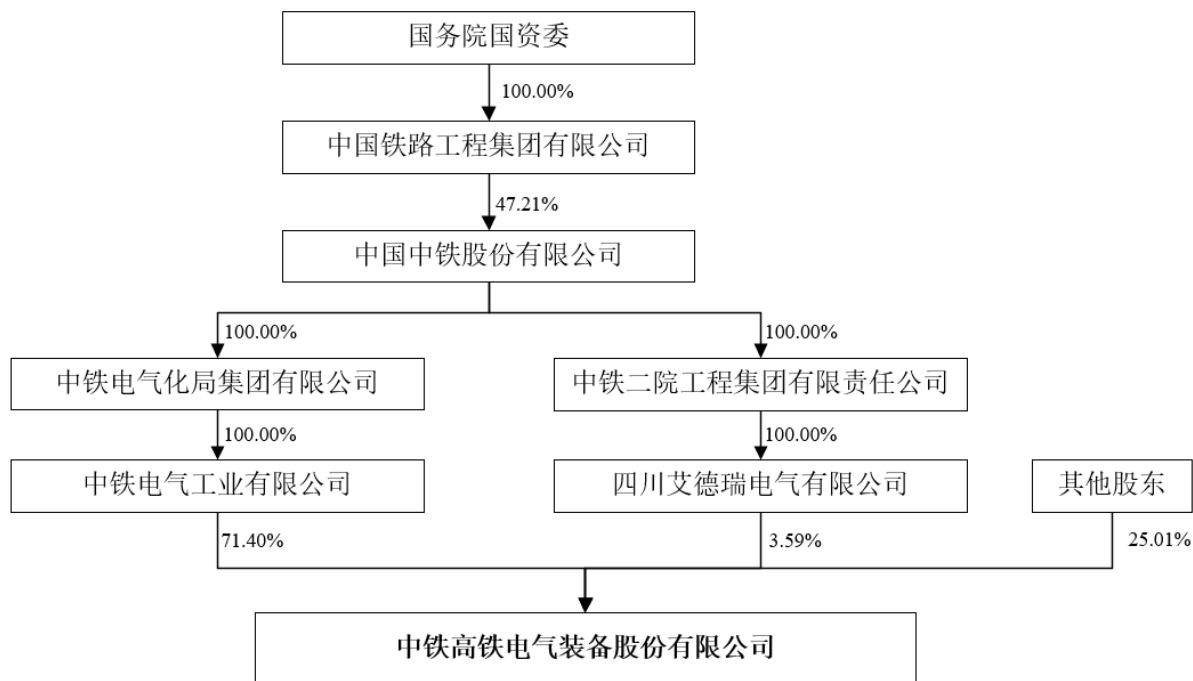 国务院国资委
100.00%
中国铁路工程集团有限公司
47.21%
中国中铁股份有限公司
100.00%
100.00%
中铁电气化局集团有限公司
中铁二院工程集团有限责任公司
100.00%
100.00%
中铁电气工业有限公司
四川艾德瑞电气有限公司
其他股东
71.40%
3.59%
25.01%
中铁高铁电气装备股份有限公司